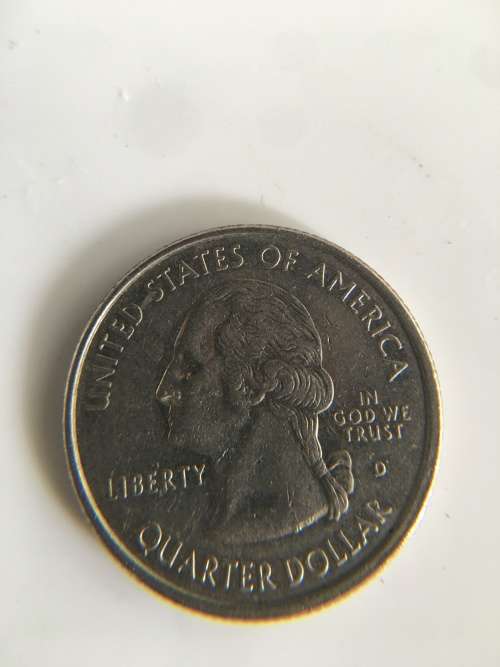 UNITED STATES OF AMERICA
LIBERTY
IN
GOD WE
TRUST
D
QUARTER DOLLAR